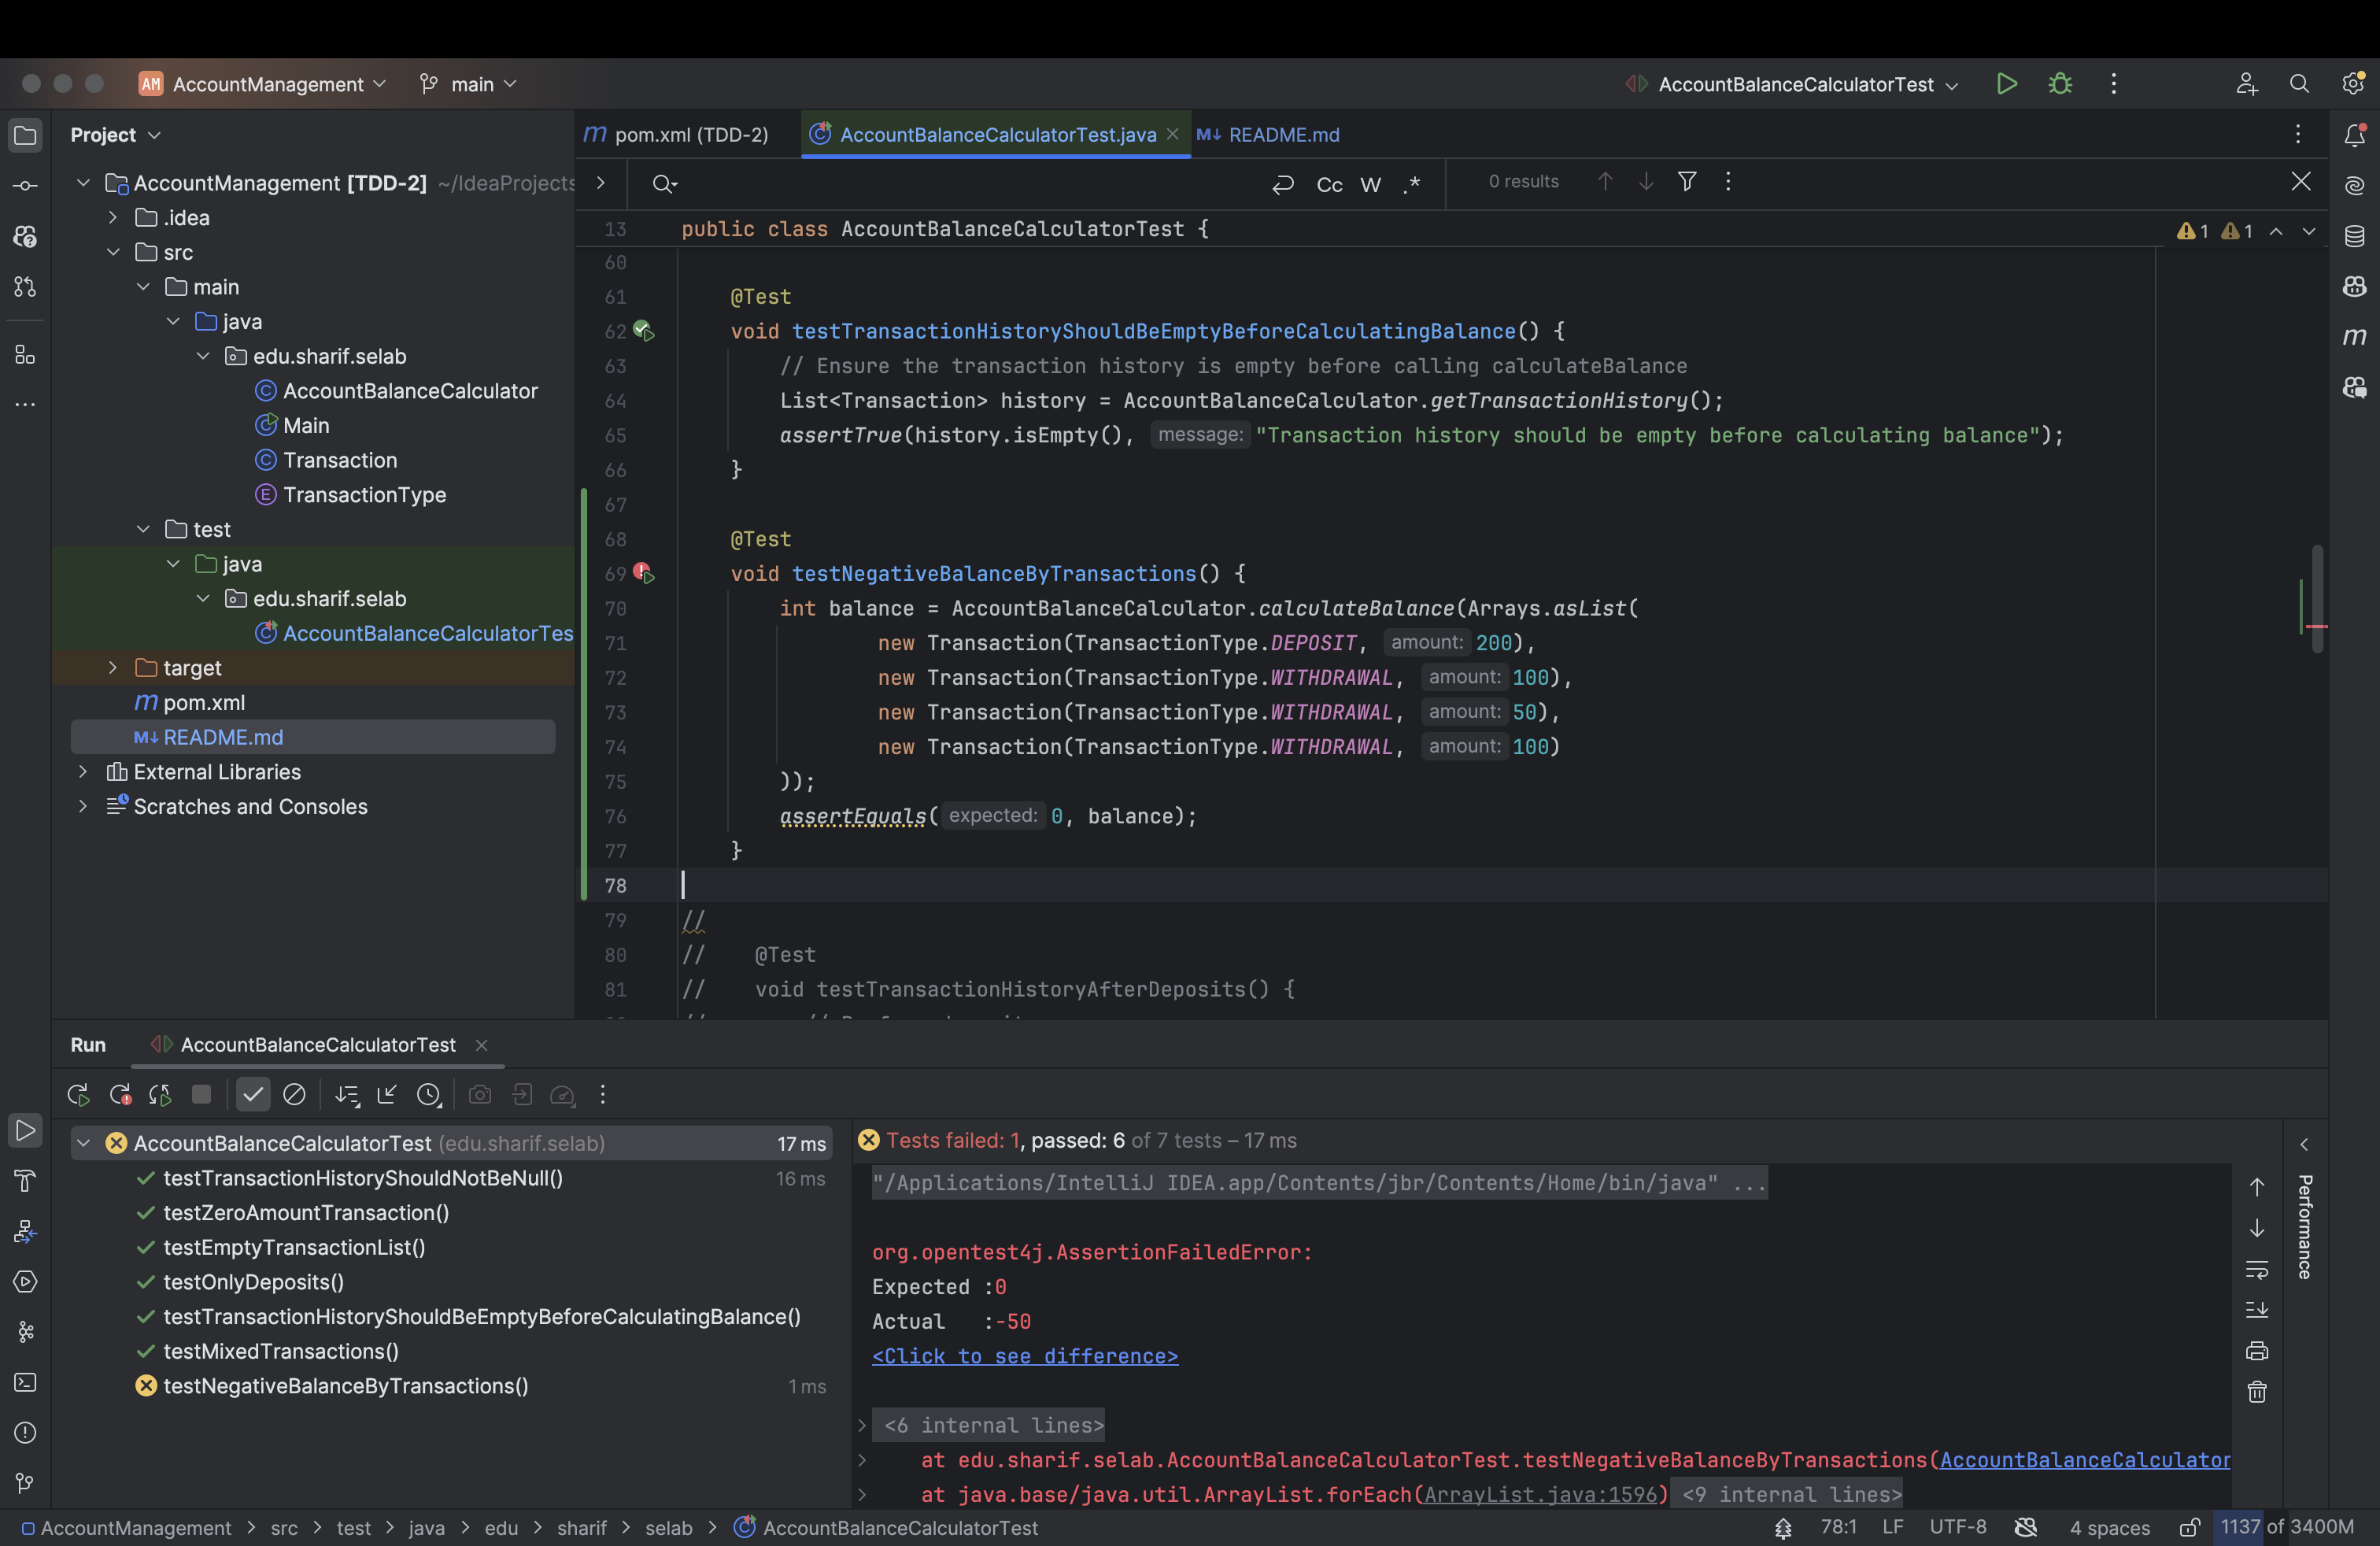 AM AccountManagement main AccountBalanceCalculatorTest
Project
AccountManagement [TDD-2] ~/IdeaProjects
.idea
src
main
java
edu.sharif.selab
AccountBalanceCalculator
Main
Transaction
TransactionType
test
java
edu.sharif.selab
AccountBalanceCalculatorTes
target
pom.xml
README.md
External Libraries
Scratches and Consoles
pom.xml (TDD-2) AccountBalanceCalculatorTest.java README.md
Cc W .* 0 results
13 public class AccountBalanceCalculatorTest { 1 1
60
61 @Test
62 void testTransactionHistoryShouldBeEmptyBeforeCalculatingBalance() {
63 // Ensure the transaction history is empty before calling calculateBalance
64 List<Transaction> history = AccountBalanceCalculator.getTransactionHistory();
65 assertTrue(history.isEmpty(), message: "Transaction history should be empty before calculating balance");
66 }
67
68 @Test
69 void testNegativeBalanceByTransactions() {
70 int balance = AccountBalanceCalculator.calculateBalance(Arrays.asList(
71 new Transaction(TransactionType.DEPOSIT, amount: 200),
72 new Transaction(TransactionType.WITHDRAWAL, amount: 100),
73 new Transaction(TransactionType.WITHDRAWAL, amount: 50),
74 new Transaction(TransactionType.WITHDRAWAL, amount: 100)
75 ));
76 assertEquals( expected: 0, balance);
77 }
78
79 //
80 // @Test
81 // void testTransactionHistoryAfterDeposits() {
Run AccountBalanceCalculatorTest
AccountBalanceCalculatorTest (edu.sharif.selab) 17 ms
testTransactionHistoryShouldNotBeNull() 16 ms
testZeroAmountTransaction()
testEmptyTransactionList()
testOnlyDeposits()
testTransactionHistoryShouldBeEmptyBeforeCalculatingBalance()
testMixedTransactions()
testNegativeBalanceByTransactions() 1 ms
Tests failed: 1, passed: 6 of 7 tests – 17 ms
"/Applications/IntelliJ IDEA.app/Contents/jbr/Contents/Home/bin/java" ...
org.opentest4j.AssertionFailedError:
Expected :0
Actual :-50
<Click to see difference>
<6 internal lines>
at edu.sharif.selab.AccountBalanceCalculatorTest.testNegativeBalanceByTransactions(AccountBalanceCalculator
at java.base/java.util.ArrayList.forEach(ArrayList.java:1596) <9 internal lines>
Performance
AccountManagement > src > test > java > edu > sharif > selab > AccountBalanceCalculatorTest 78:1 LF UTF-8 4 spaces 1137 of 3400M